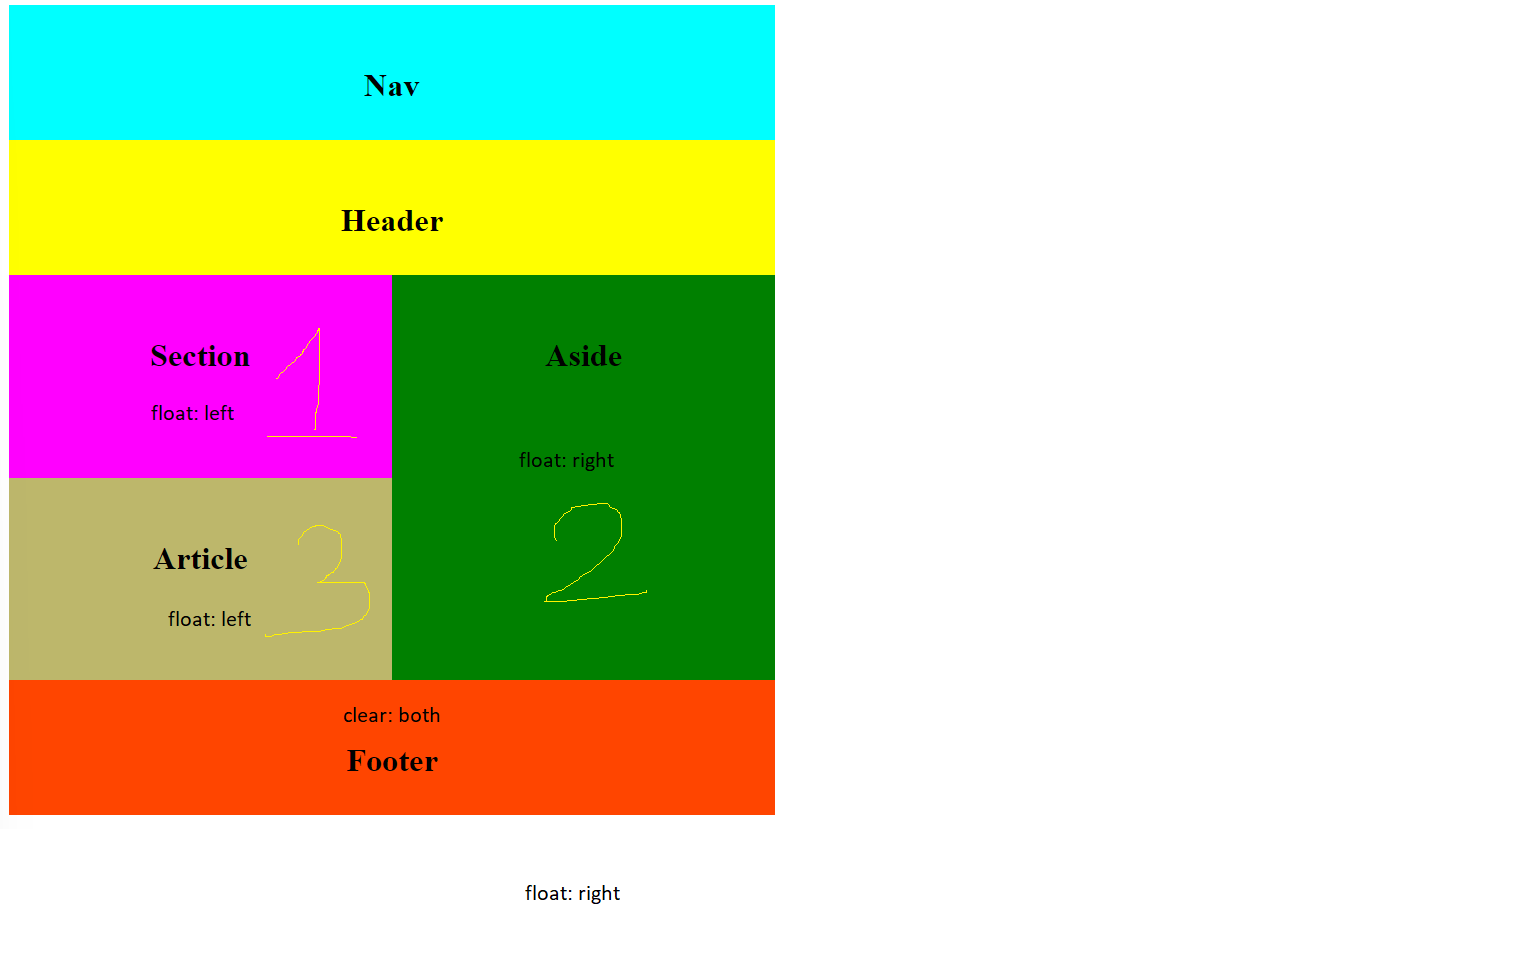 Nav
Header
Section
1
float: left
Aside
float: right
2
Article
3
float: left
clear: both
Footer
float: right